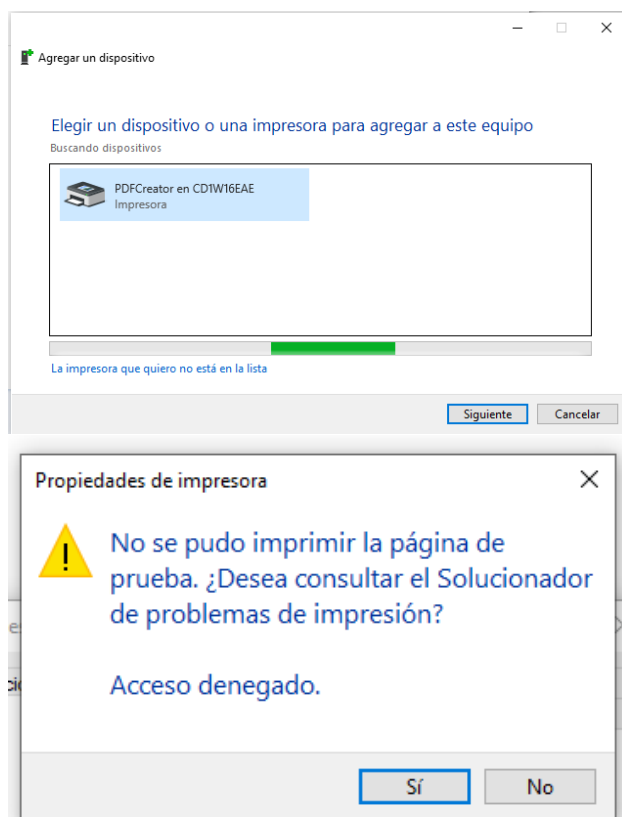 Agregar un dispositivo
Elegir un dispositivo o una impresora para agregar a este equipo
Buscando dispositivos
PDFCreator en CD1W16EAE
Impresora
La impresora que quiero no está en la lista
Siguiente Cancelar
Propiedades de impresora
No se pudo imprimir la página de
prueba. ¿Desea consultar el Solucionador
de problemas de impresión?
Acceso denegado.
Sí No